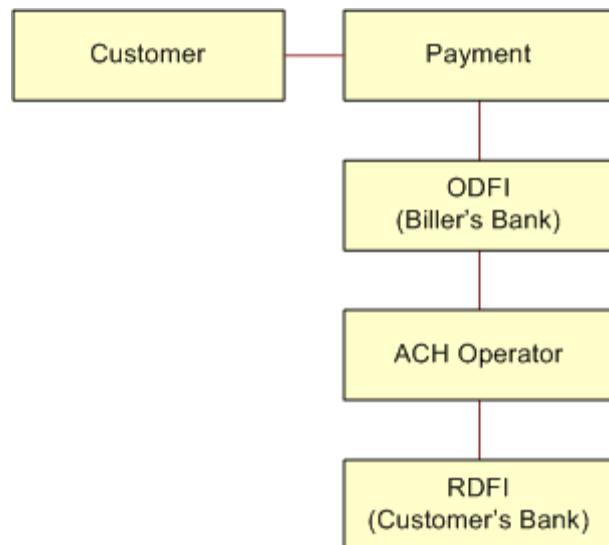 Customer
Payment
ODFI
(Biller's Bank)
ACH Operator
RDFI
(Customer's Bank)